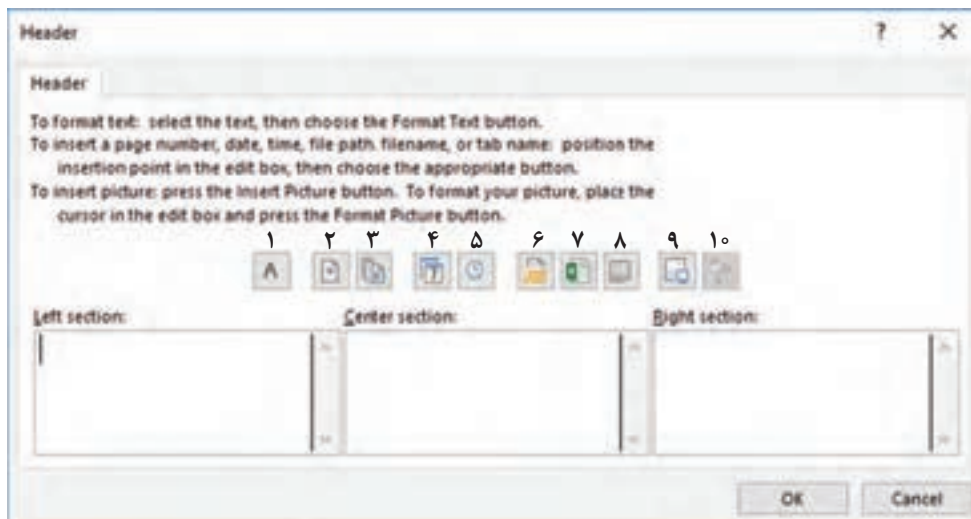 Header
Header
To format text: select the text, then choose the Format Text button.
To insert a page number, date, time, file path, filename, or tab name: position the
insertion point in the edit box, then choose the appropriate button.
To insert picture: press the Insert Picture button. To format your picture, place the
cursor in the edit box and press the Format Picture button.
۱ ۲ ۳ ۴ ۵ ۶ ۷ ۸ ۹ ۱۰
Left section: Center section: Right section:
OK Cancel